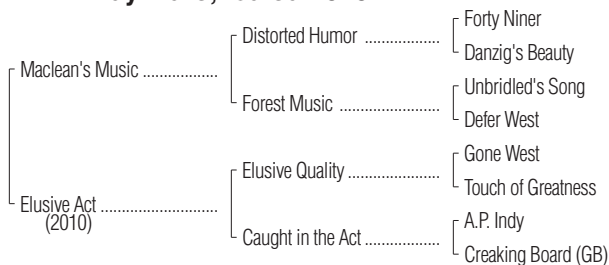 Forty Niner
Distorted Humor ..................
Danzig's Beauty
Maclean's Music .................
Unbridled's Song
Forest Music ........................
Defer West
Gone West
Elusive Quality ......................
Touch of Greatness
Elusive Act ............................
(2010)
A.P. Indy
Caught in the Act ..................
Creaking Board (GB)